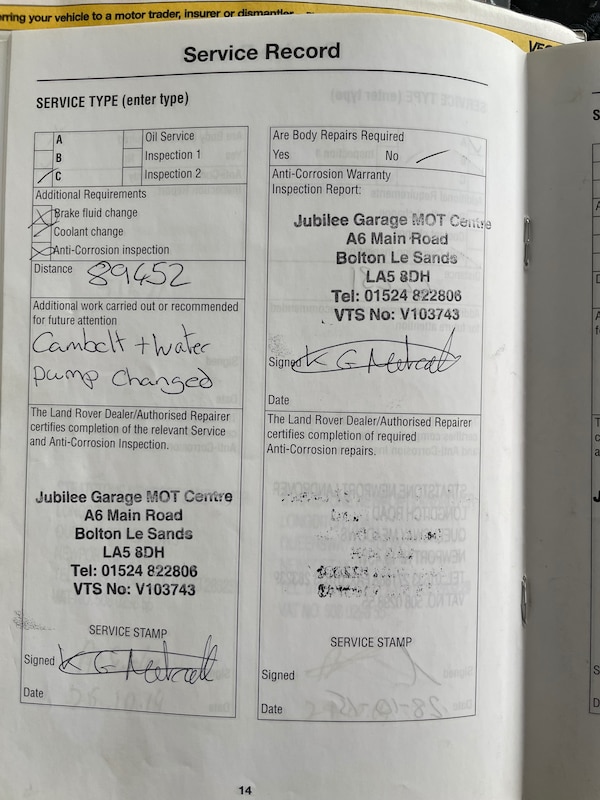 rring your vehicle to a motor trader, insurer or dismantler
V5C
Service Record
SERVICE TYPE (enter type)
A
Oil Service
B
Inspection 1
C
Inspection 2
Additional Requirements
Brake fluid change
Coolant change
Anti-Corrosion inspection
Distance 89452
Additional work carried out or recommended
for future attention
Cambelt + water
pump changed
The Land Rover Dealer/Authorised Repairer
certifies completion of the relevant Service
and Anti-Corrosion Inspection.
Jubilee Garage MOT Centre
A6 Main Road
Bolton Le Sands
LA5 8DH
Tel: 01524 822806
VTS No: V103743
SERVICE STAMP
Signed K G Metcalf
Date
Are Body Repairs Required
Yes No
Anti-Corrosion Warranty
Inspection Report:
Jubilee Garage MOT Centre
A6 Main Road
Bolton Le Sands
LA5 8DH
Tel: 01524 822806
VTS No: V103743
Signed K G Metcalf
Date
The Land Rover Dealer/Authorised Repairer
certifies completion of required
Anti-Corrosion repairs.
SERVICE STAMP
Signed
Date
14